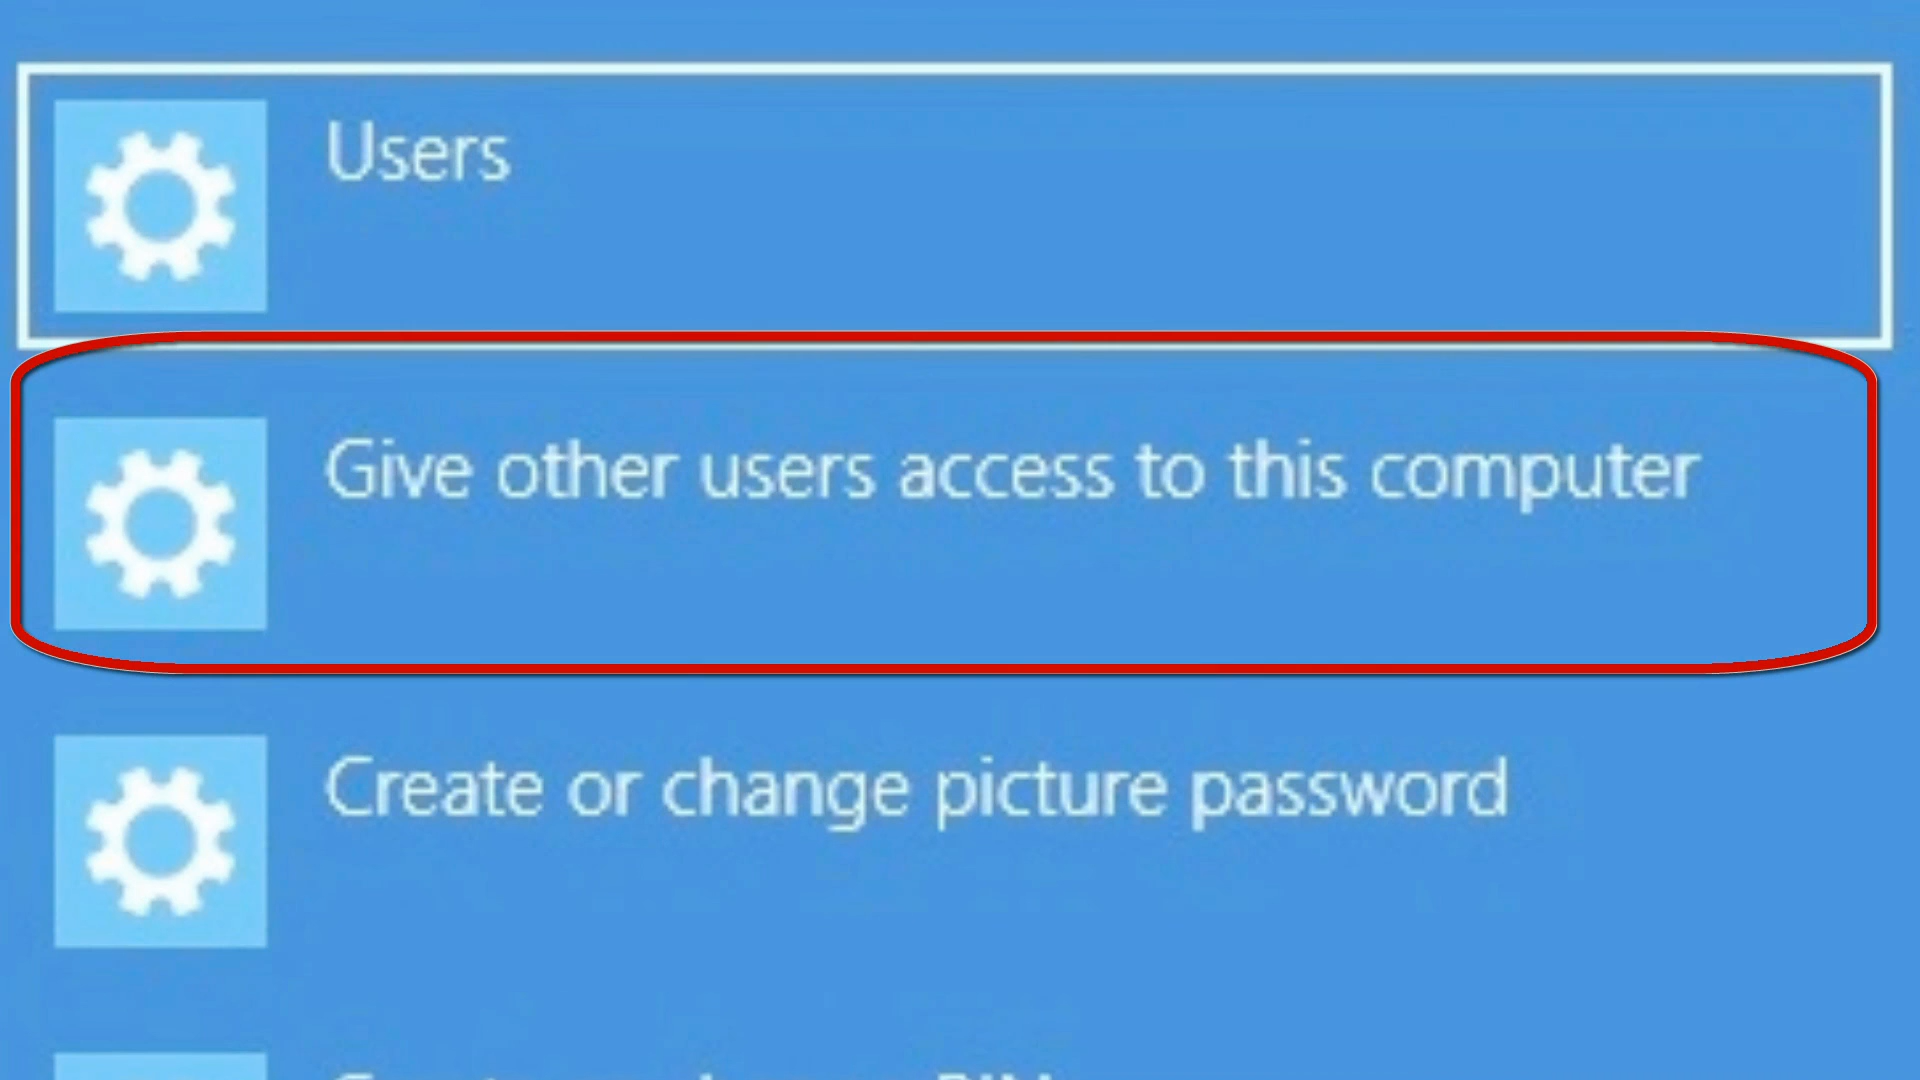 Users
Give other users access to this computer
Create or change picture password